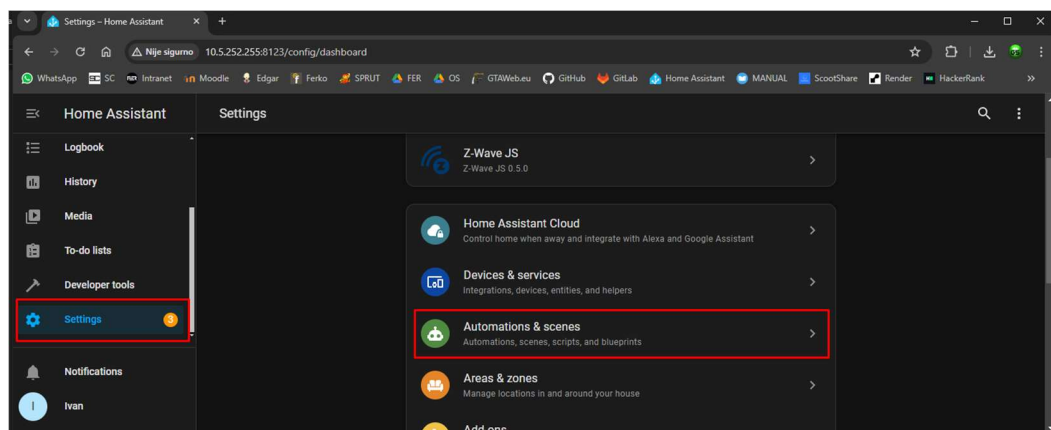 Settings – Home Assistant
Nije sigurno
10.5.252.255:8123/config/dashboard
WhatsApp SC Intranet Moodle Edgar Ferko SPRUT FER OS GTAWeb.eu GitHub GitLab Home Assistant MANUAL ScootShare Render HackerRank
Home Assistant
Settings
Logbook
History
Media
To-do lists
Developer tools
Settings
3
Notifications
I
Ivan
Z-Wave JS
Z-Wave JS 0.5.0
Home Assistant Cloud
Control home when away and integrate with Alexa and Google Assistant
Devices & services
Integrations, devices, entities, and helpers
Automations & scenes
Automations, scenes, scripts, and blueprints
Areas & zones
Manage locations in and around your house
Add-ons